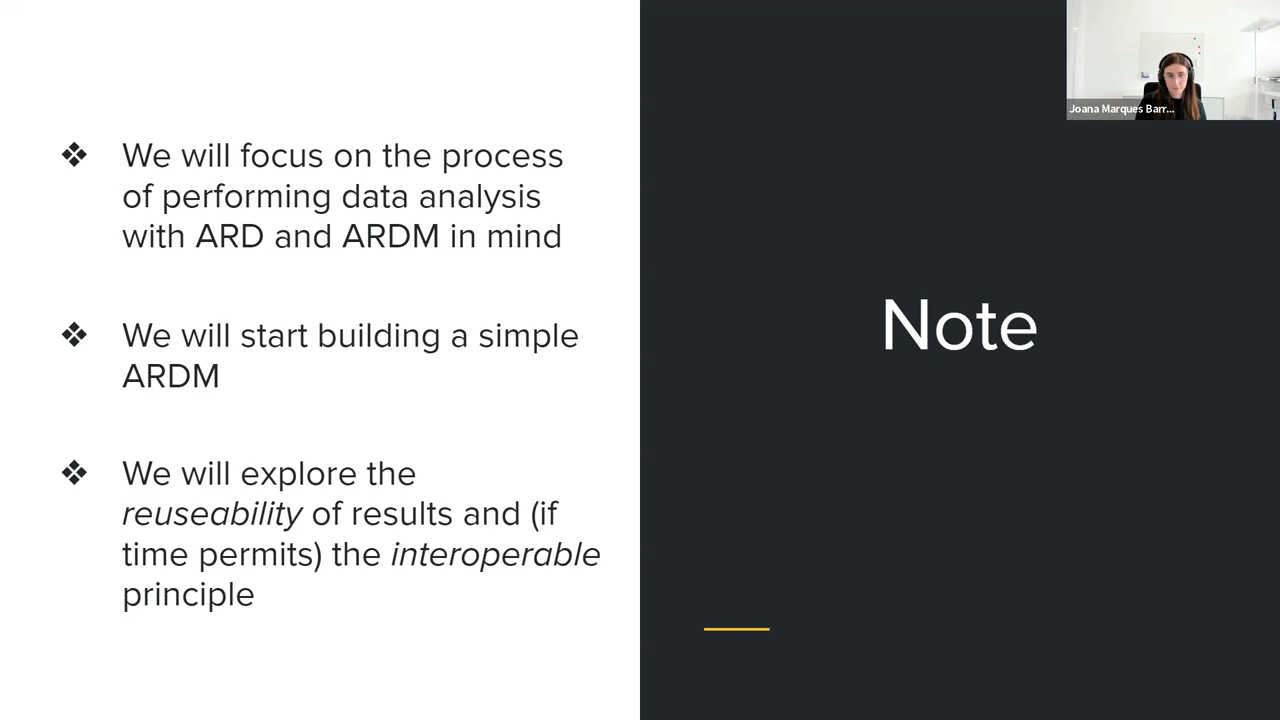 ❖ We will focus on the process
of performing data analysis
with ARD and ARDM in mind
❖ We will start building a simple
ARDM
❖ We will explore the
reuseability of results and (if
time permits) the interoperable
principle
Note
Joana Marques Barr...